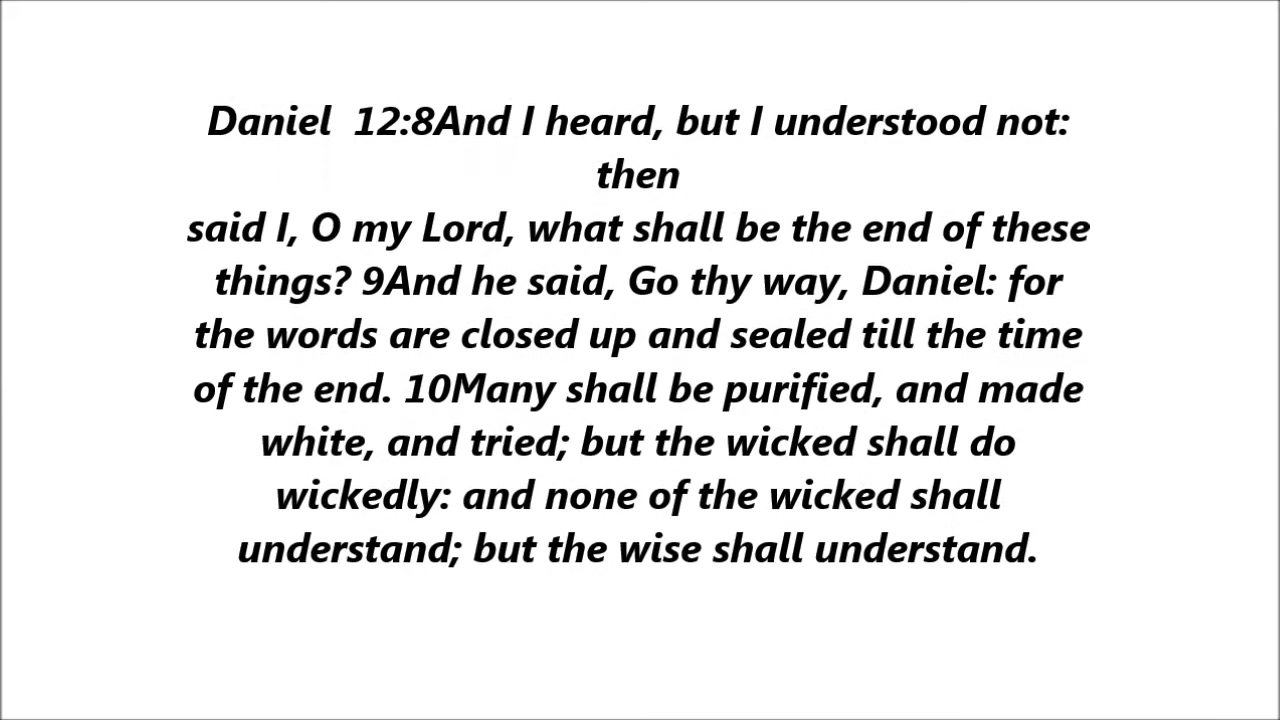 Daniel  12:8And I heard, but I understood not:
then
said I, O my Lord, what shall be the end of these
things? 9And he said, Go thy way, Daniel: for
the words are closed up and sealed till the time
of the end. 10Many shall be purified, and made
white, and tried; but the wicked shall do
wickedly: and none of the wicked shall
understand; but the wise shall understand.